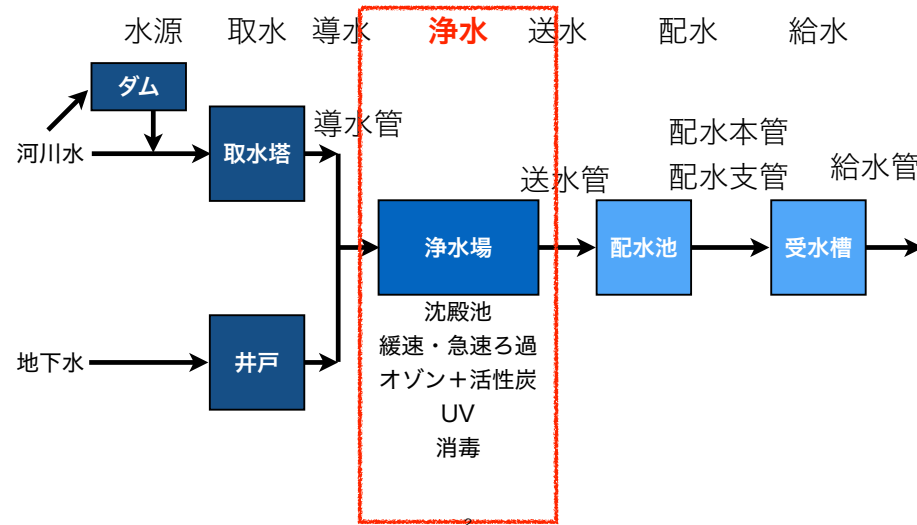 水源 取水 導水 浄水 送水 配水 給水
ダム
導水管
配水本管
河川水
取水塔
配水支管
送水管
給水管
浄水場
配水池
受水槽
沈殿池
緩速・急速ろ過
地下水
井戸
オゾン+活性炭
UV
消毒